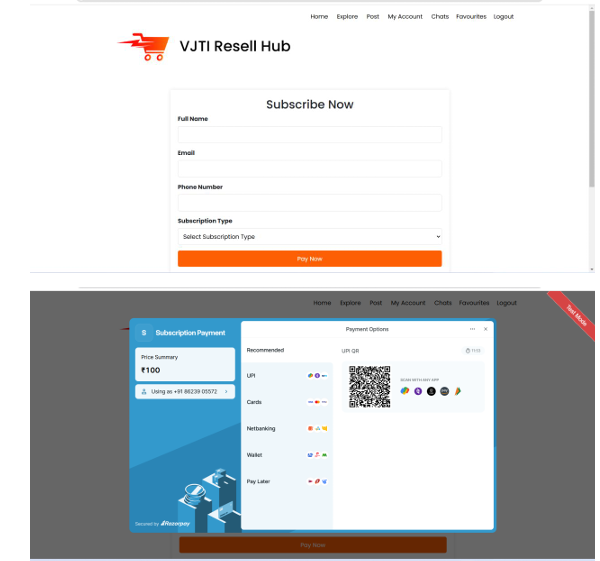 Home Explore Post My Account Chats Favourites Logout
VJTI Resell Hub
Subscribe Now
Full Name
Email
Phone Number
Subscription Type
Select Subscription Type
Pay Now
Home Explore Post My Account Chats Favourites Logout
Test Mode
S Subscription Payment
Price Summary
₹100
Using as +91 86239 05572
Secured by Razorpay
Payment Options
Recommended
UPI
Cards
Netbanking
Wallet
Pay Later
UPI QR
SCAN WITH ANY APP
Pay Now